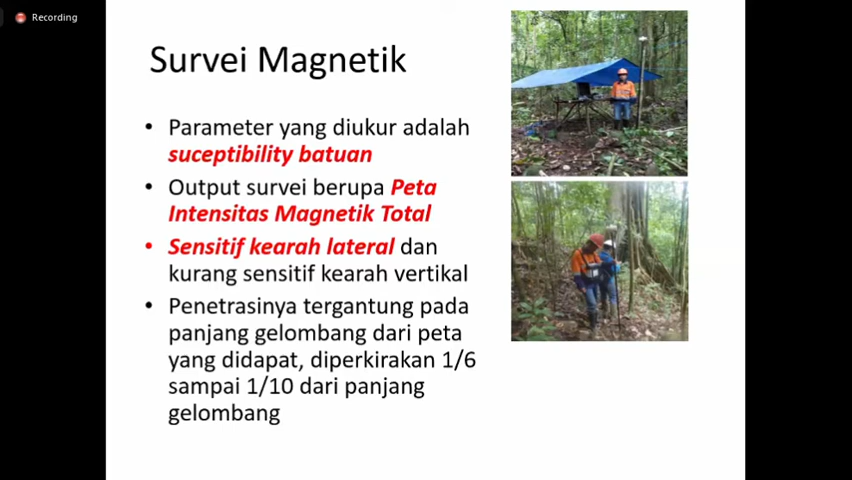 Recording
Survei Magnetik
• Parameter yang diukur adalah
suceptibility batuan
• Output survei berupa Peta
Intensitas Magnetik Total
• Sensitif kearah lateral dan
kurang sensitif kearah vertikal
• Penetrasinya tergantung pada
panjang gelombang dari peta
yang didapat, diperkirakan 1/6
sampai 1/10 dari panjang
gelombang